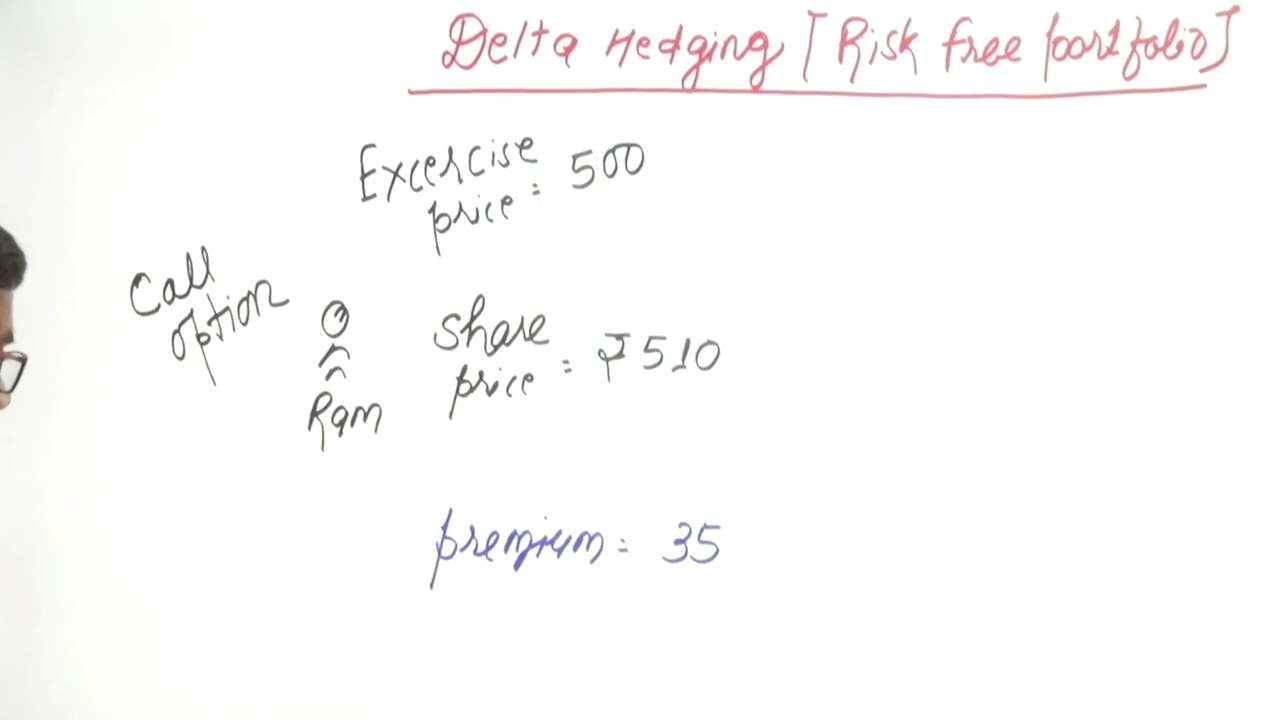 Delta Hedging [Risk free portfolio]
Excercise
price = 500
Call
option
Share
price = ₹510
Ram
premium = 35